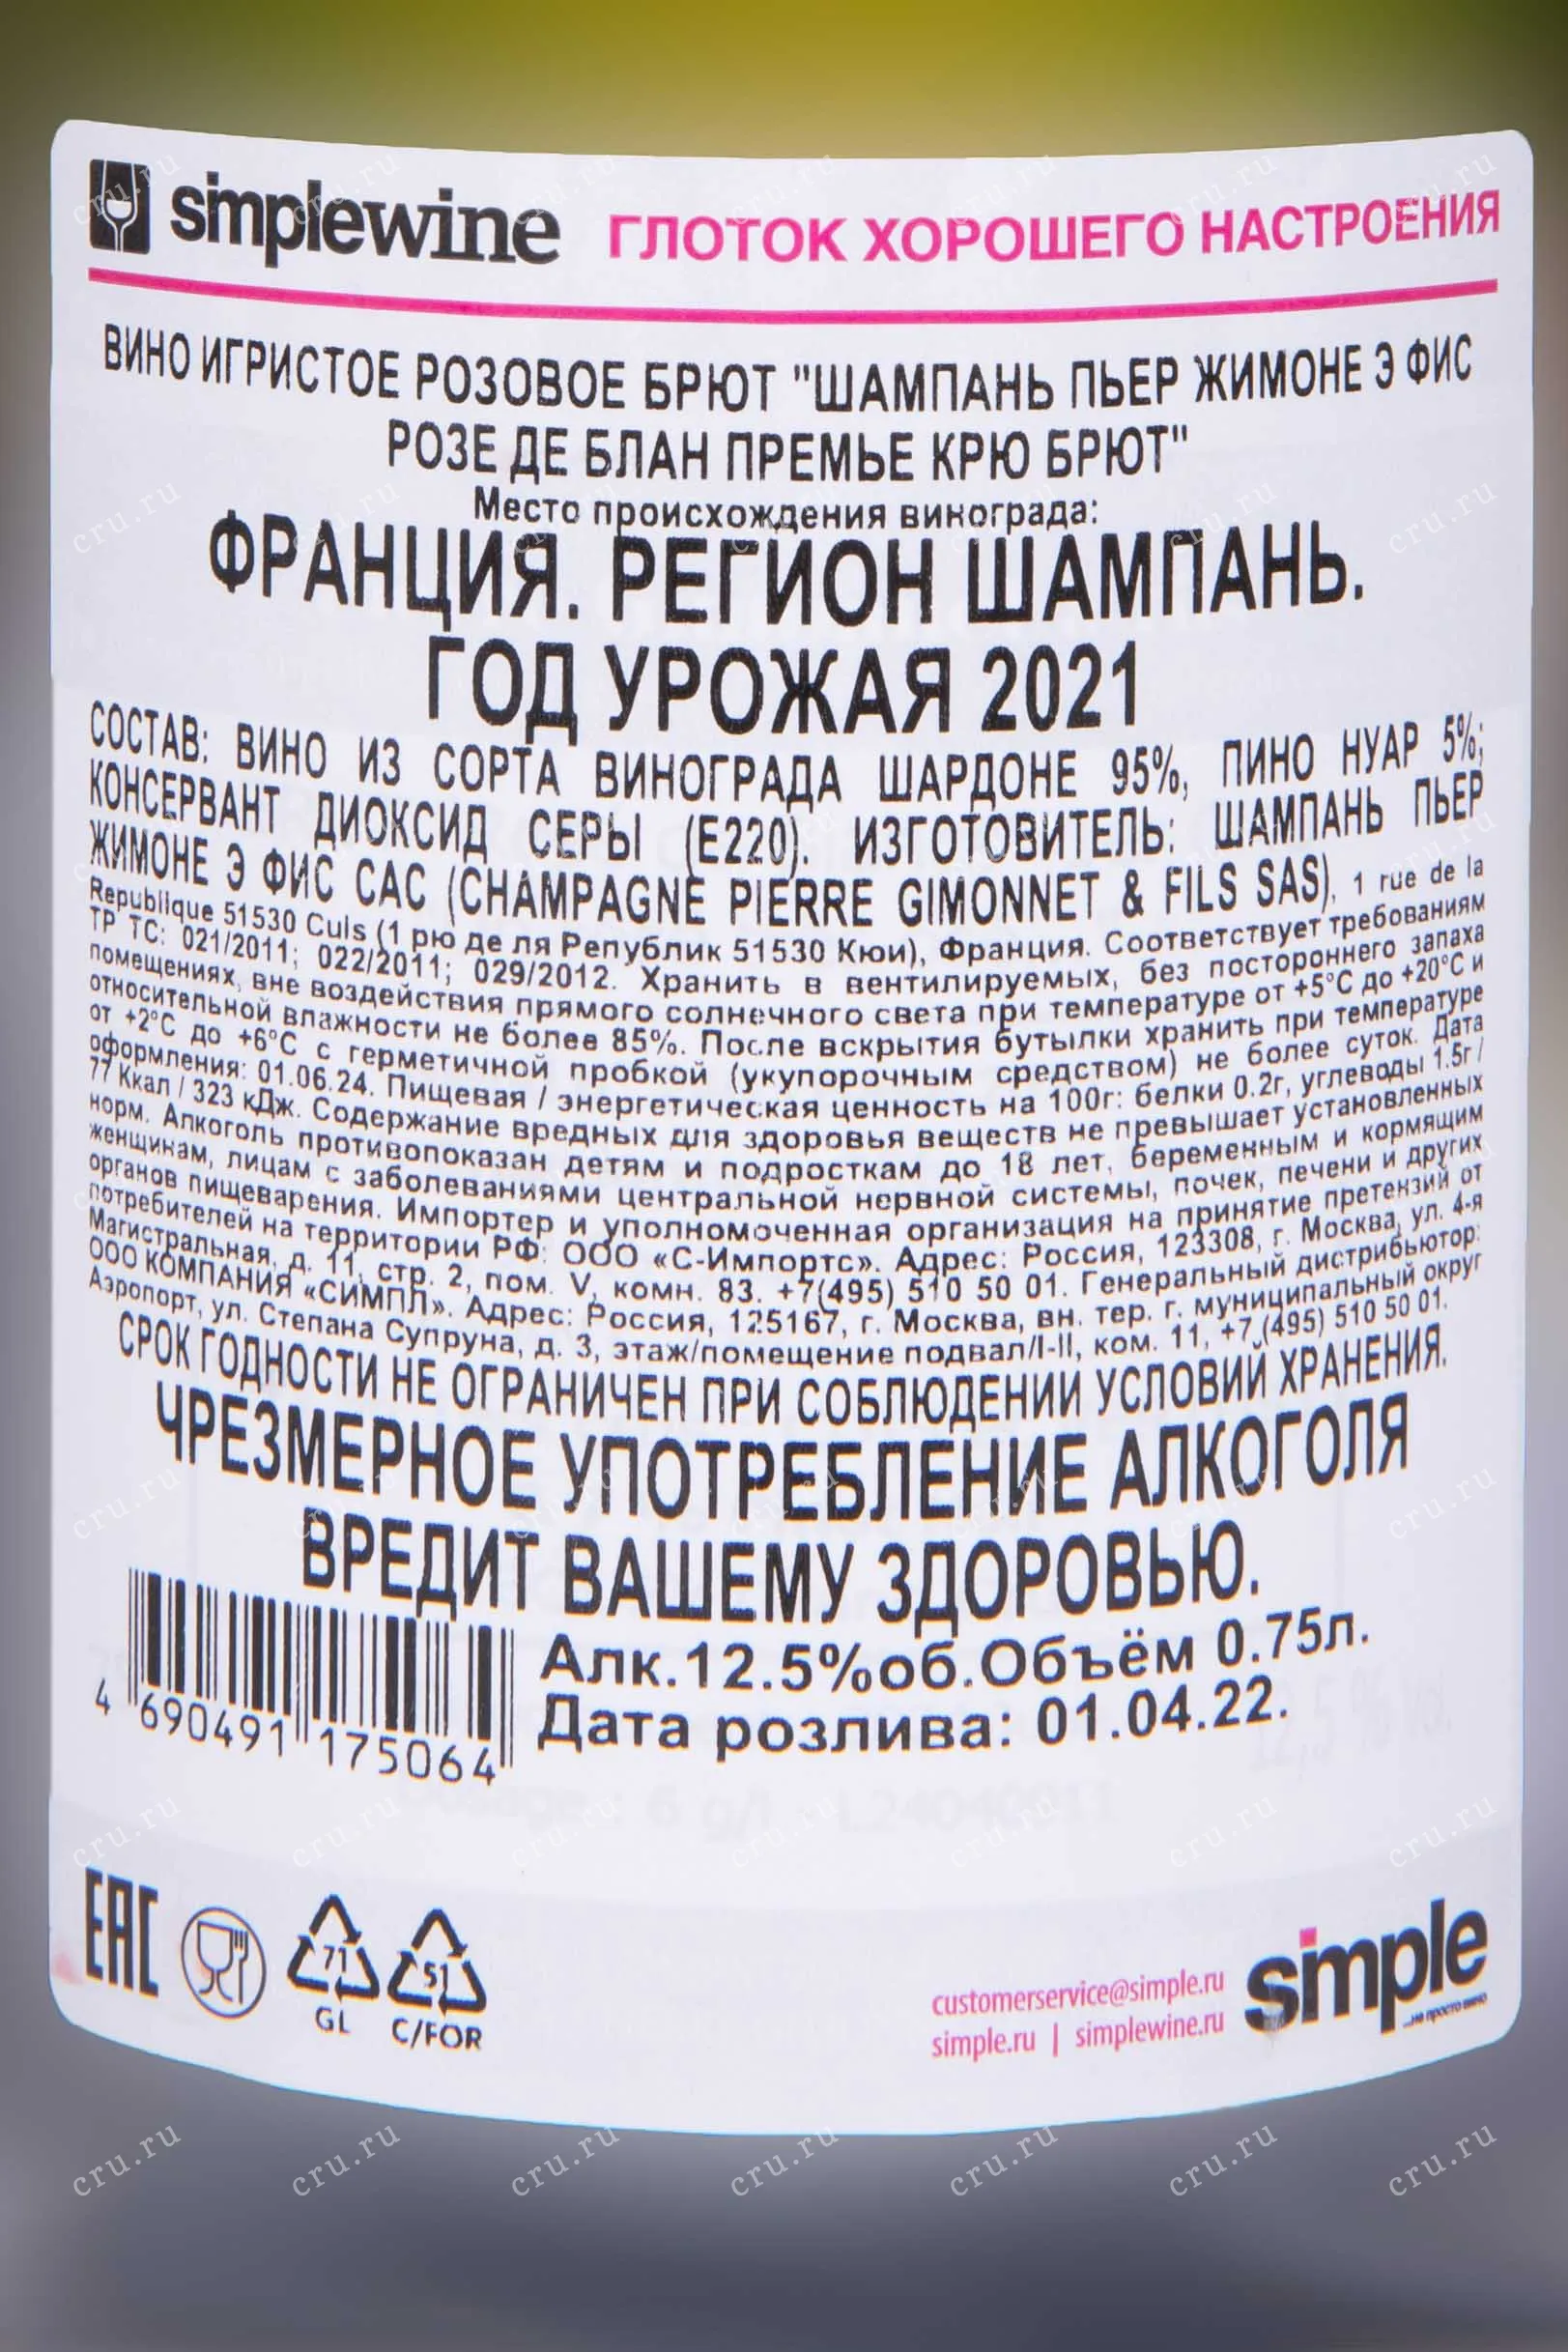 simplewine ГЛОТОК ХОРОШЕГО НАСТРОЕНИЯ
ВИНО ИГРИСТОЕ РОЗОВОЕ БРЮТ "ШАМПАНЬ ПЬЕР ЖИМОНЕ Э ФИС
РОЗЕ ДЕ БЛАН ПРЕМЬЕ КРЮ БРЮТ"
Место происхождения винограда:
ФРАНЦИЯ. РЕГИОН ШАМПАНЬ.
ГОД УРОЖАЯ 2021
СОСТАВ: ВИНО ИЗ СОРТА ВИНОГРАДА ШАРДОНЕ 95%, ПИНО НУАР 5%;
КОНСЕРВАНТ ДИОКСИД СЕРЫ (Е220). ИЗГОТОВИТЕЛЬ: ШАМПАНЬ ПЬЕР
ЖИМОНЕ Э ФИС САС (CHAMPAGNE PIERRE GIMONNET & FILS SAS), 1 rue de la
Republique 51530 Cuis (1 рю де ля Републик 51530 Кюи), Франция. Соответствует требованиям
ТР ТС: 021/2011; 022/2011; 029/2012. Хранить в вентилируемых, без постороннего запаха
помещениях, вне воздействия прямого солнечного света при температуре от +5°С до +20°С и
относительной влажности не более 85%. После вскрытия бутылки хранить при температуре
от +2°С до +6°С с герметичной пробкой (укупорочным средством) не более суток. Дата
оформления: 01.06.24. Пищевая / энергетическая ценность на 100г: белки 0.2г, углеводы 1.5г /
77 Ккал / 323 кДж. Содержание вредных для здоровья веществ не превышает установленных
норм. Алкоголь противопоказан детям и подросткам до 18 лет, беременным и кормящим
женщинам, лицам с заболеваниями центральной нервной системы, почек, печени и других
органов пищеварения. Импортер и уполномоченная организация на принятие претензий от
потребителей на территории РФ: ООО «С-Импортс». Адрес: Россия, 123308, г. Москва, ул. 4-я
Магистральная, д. 11, стр. 2, пом. V, комн. 83. +7(495) 510 50 01. Генеральный дистрибьютор:
ООО КОМПАНИЯ «СИМПЛ». Адрес: Россия, 125167, г. Москва, вн. тер. г. муниципальный округ
Аэропорт, ул. Степана Супруна, д. 3, этаж/помещение подвал/I-II, ком. 11, +7 (495) 510 50 01.
СРОК ГОДНОСТИ НЕ ОГРАНИЧЕН ПРИ СОБЛЮДЕНИИ УСЛОВИЙ ХРАНЕНИЯ.
ЧРЕЗМЕРНОЕ УПОТРЕБЛЕНИЕ АЛКОГОЛЯ
ВРЕДИТ ВАШЕМУ ЗДОРОВЬЮ.
Алк.12.5%об.Объём 0.75л.
Дата розлива: 01.04.22.
4 690491 175064
EAC
71
GL
51
C/FOR
customerservice@simple.ru
simple.ru | simplewine.ru
simple
...не просто вино
cru.ru